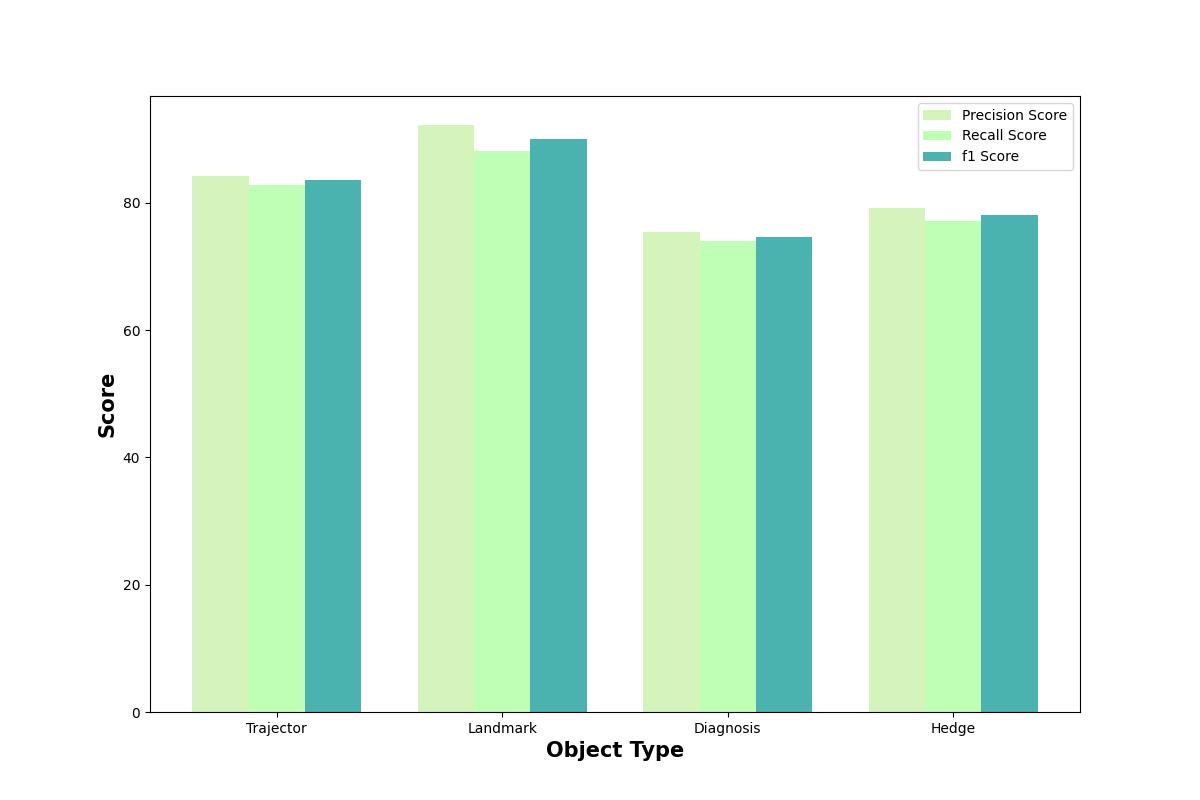 Precision Score
Recall Score
f1 Score
80
60
40
20
0
Score
Trajector
Landmark
Diagnosis
Hedge
Object Type